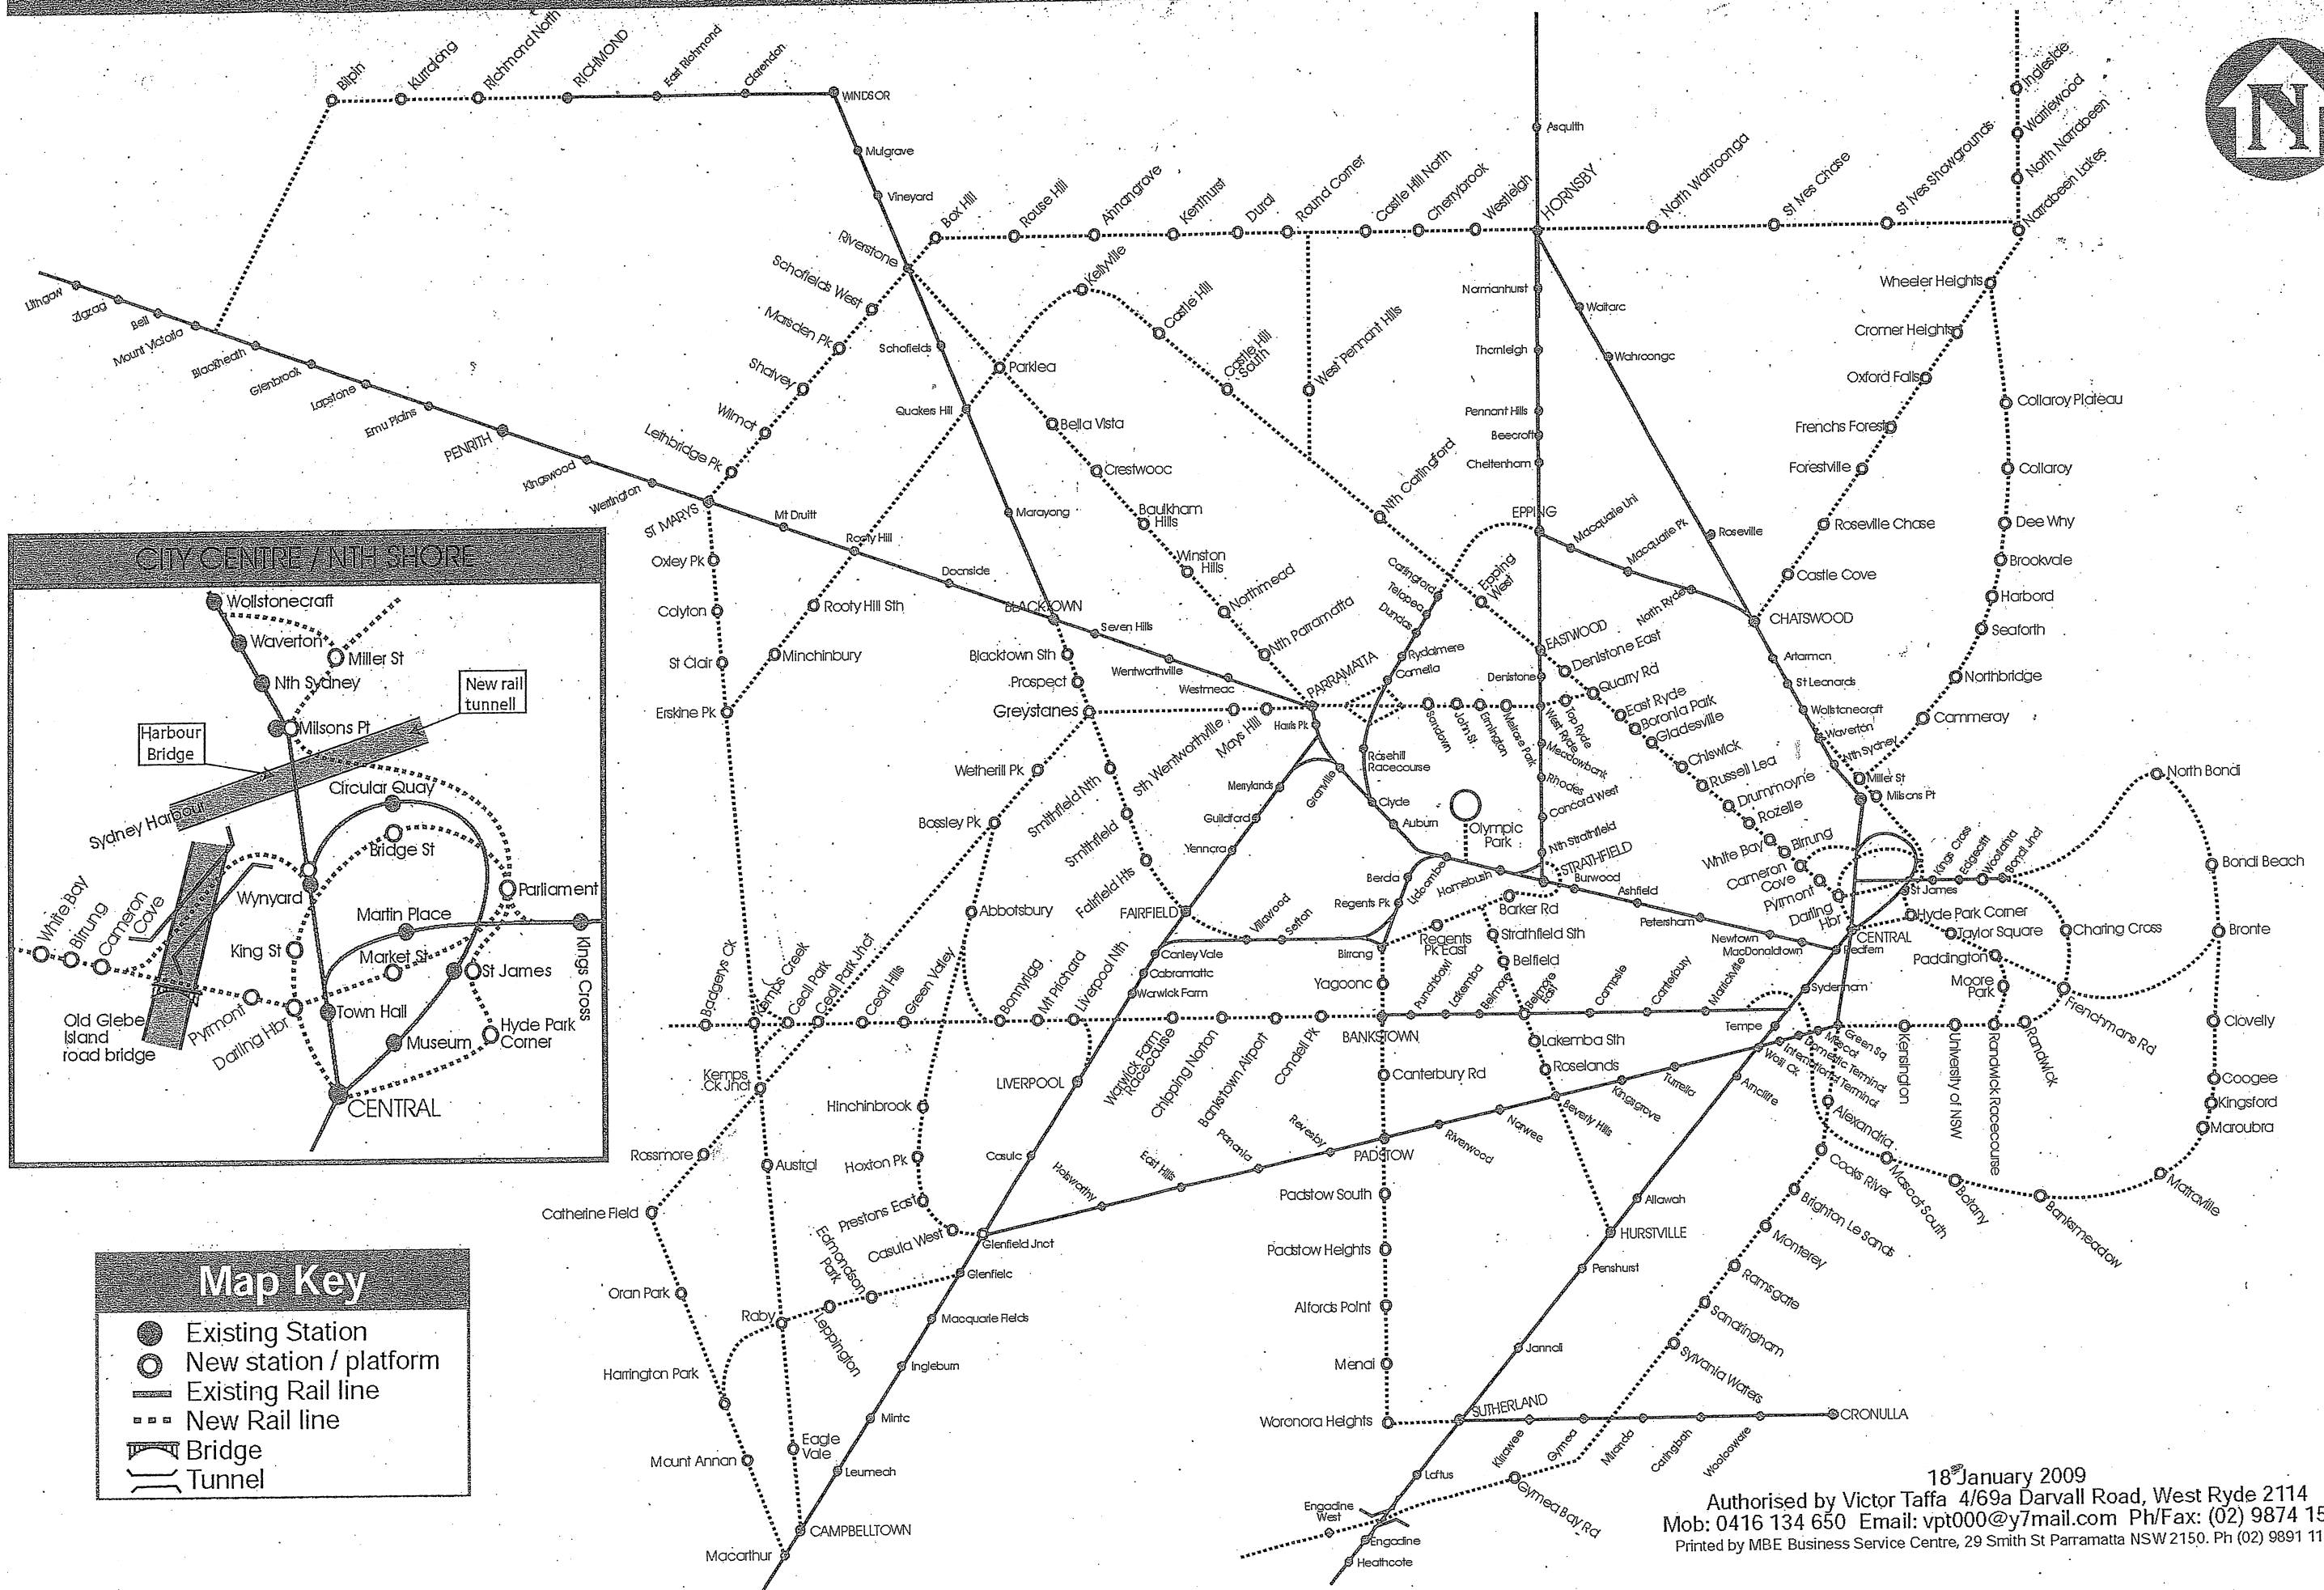 Bilpin
Kurrajong
Richmond North
RICHMOND
East Richmond
Clarendon
WINDSOR
Mulgrave
Vineyard
Riverstone
Box Hill
Rouse Hill
Annangrove
Kenthurst
Dural
Round Corner
Castle Hill North
Cherrybrook
Westleigh
HORNSBY
Asquith
North Wahroonga
St Ives Chase
St Ives Showgrounds
Ingleside
Warriewood
North Narrabeen
Narrabeen Lakes
N
Lithgow
Zigzag
Bell
Mount Victoria
Blackheath
Glenbrook
Lapstone
Emu Plains
PENRITH
Kingswood
Werrington
ST MARYS
Mt Druitt
Rooty Hill
Doonside
BLACKTOWN
Seven Hills
Wentworthville
Westmead
PARRAMATTA
Schofields West
Marsden Pk
Shalvey
Wilmot
Lethbridge Pk
Schofields
Quakers Hill
Marayong
Kellyville
Castle Hill
Castle Hill
South
West Pennant Hills
Nth Carlingford
Parklea
Bella Vista
Crestwood
Baulkham
Hills
Winston
Hills
Northmead
Nth Parramatta
Normanhurst
Thornleigh
Pennant Hills
Beecroft
Cheltenham
EPPING
Waitara
Wahroonga
Roseville
Macquarie Uni
Macquarie Pk
North Ryde
CHATSWOOD
Wheeler Heights
Cromer Heights
Oxford Falls
Frenchs Forest
Forestville
Roseville Chase
Castle Cove
Collaroy Plateau
Collaroy
Dee Why
Brookvale
Harbord
Seaforth
Northbridge
Cammeray
Artarmon
St Leonards
Wollstonecraft
Waverton
Nth Sydney
Miller St
Milsons Pt
Carlingford
Telopea
Dundas
Rydalmere
Camellia
Epping
West
EASTWOOD
Denistone East
Denistone
Quarry Rd
East Ryde
Boronia Park
Gladesville
Chiswick
Russell Lea
Drummoyne
Rozelle
White Bay
Birrung
Cameron
Cove
Pyrmont
Darling
Hbr
Sandown
John St
Ermington
Melrose Park
West Ryde
Top Ryde
Meadowbank
Rhodes
Concord West
Nth Strathfield
STRATHFIELD
Oxley Pk
Colyton
St Clair
Erskine Pk
Rooty Hill Sth
Minchinbury
Blacktown Sth
Prospect
Greystanes
Sth Wentworthville
Mays Hill
Harris Pk
Wetherill Pk
Bossley Pk
Abbotsbury
Smithfield Nth
Smithfield
Fairfield Hts
FAIRFIELD
Merrylands
Guildford
Yennora
Granville
Rosehill
Racecourse
Clyde
Auburn
Olympic
Park
Lidcombe
Berala
Regents Pk
Homebush
Burwood
Ashfield
Petersham
Newtown
MacDonaldtown
Redfern
CENTRAL
St James
Kings Cross
Edgecliff
Woollahra
Bondi Jnct
North Bondi
Bondi Beach
Bronte
Clovelly
Coogee
Kingsford
Maroubra
Matraville
Banksmeadow
Botany
Mascot South
Hyde Park Corner
Taylor Square
Paddington
Moore
Park
Charing Cross
Frenchmans Rd
Canley Vale
Cabramatta
Warwick Farm
Villawood
Sefton
Birrong
Regents
Pk East
Barker Rd
Strathfield Sth
Belfield
Yagoona
Badgerys Ck
Kemps Creek
Cecil Park
Cecil Park Jnct
Cecil Hills
Green Valley
Bonnyrigg
Mt Prichard
Liverpool Nth
Warwick Farm
Racecourse
Chipping Norton
Bankstown Airport
Condell Pk
BANKSTOWN
Punchbowl
Lakemba
Belmore
Belmore
East
Campsie
Canterbury
Marrickville
Sydenham
Tempe
Green Sq
Mascot
Domestic Terminal
International Terminal
Wolli Ck
Kensington
University of NSW
Randwick Racecourse
Randwick
Kemps
Ck Jnct
LIVERPOOL
Canterbury Rd
Lakemba Sth
Roselands
Beverly Hills
Kingsgrove
Turrella
Arncliffe
Alexandria
Cooks River
Brighton Le Sands
Monterey
Ramsgate
Sandringham
Sylvania Waters
Hinchinbrook
Hoxton Pk
Prestons East
Casula West
Casula
Glenfield Jnct
Holsworthy
East Hills
Panania
Revesby
PADSTOW
Riverwood
Narwee
Allawah
HURSTVILLE
Penshurst
Jannali
Padstow South
Padstow Heights
Alfords Point
Menai
Woronora Heights
SUTHERLAND
Kirrawee
Gymea
Miranda
Caringbah
Woolooware
CRONULLA
Gymea Bay Rd
Loftus
Engadine
West
Engadine
Heathcote
Rossmore
Austral
Catherine Field
Oran Park
Harrington Park
Mount Annan
Raby
Leppington
Edmondson
Park
Glenfield
Macquarie Fields
Ingleburn
Minto
Leumeah
Eagle
Vale
CAMPBELLTOWN
Macarthur
CITY CENTRE / NTH SHORE
Wollstonecraft
Waverton
Miller St
Nth Sydney
Milsons Pt
New rail
tunnell
Harbour
Bridge
Sydney Harbour
Circular Quay
Bridge St
Wynyard
Parliament
Martin Place
Kings Cross
King St
Market St
St James
White Bay
Birrung
Cameron
Cove
Old Glebe
Island
road bridge
Pyrmont
Darling Hbr
Town Hall
Museum
Hyde Park
Corner
CENTRAL
Map Key
Existing Station
New station / platform
Existing Rail line
New Rail line
Bridge
Tunnel
18 January 2009
Authorised by Victor Taffa 4/69a Darvall Road, West Ryde 2114
Mob: 0416 134 650 Email: vpt000@y7mail.com Ph/Fax: (02) 9874 15
Printed by MBE Business Service Centre, 29 Smith St Parramatta NSW 2150. Ph (02) 9891 11